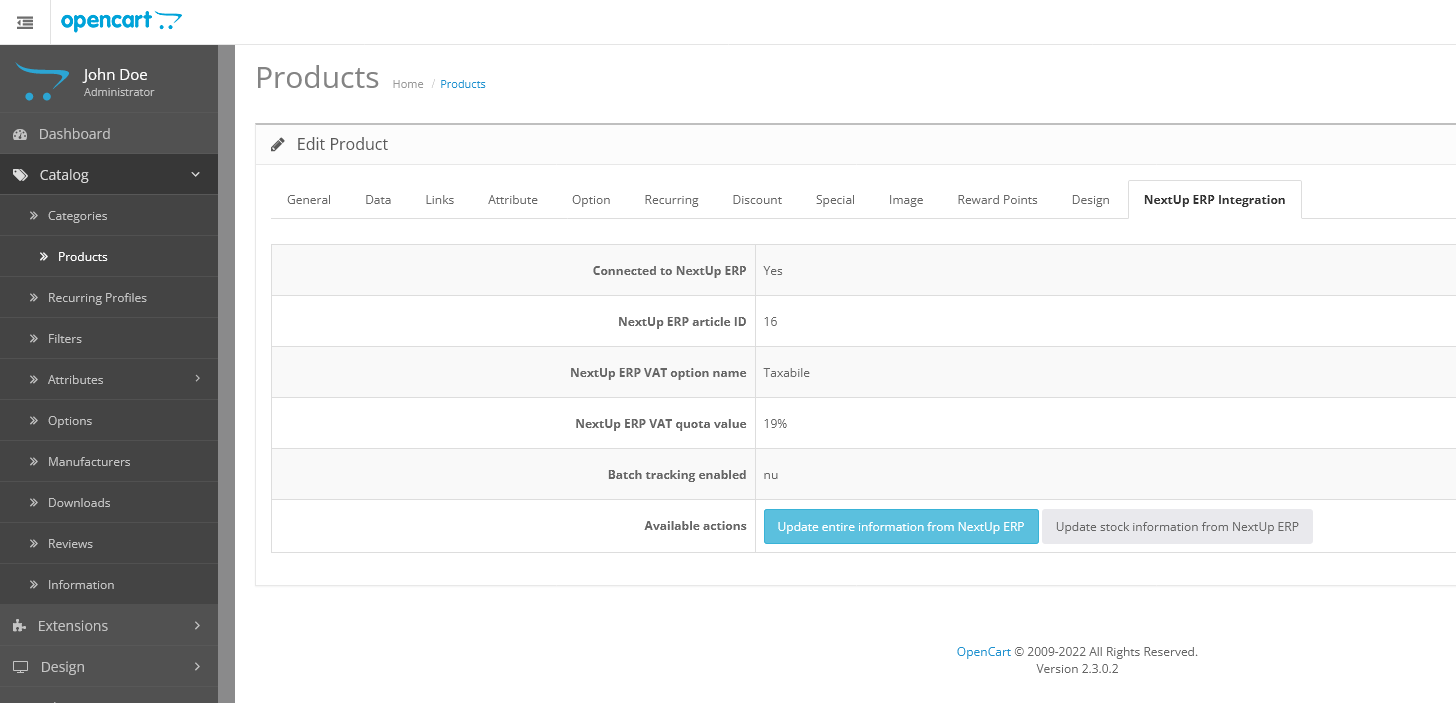 opencart
John Doe
Administrator
Dashboard
Catalog
Categories
Products
Recurring Profiles
Filters
Attributes
Options
Manufacturers
Downloads
Reviews
Information
Extensions
Design
Products Home / Products
Edit Product
General Data Links Attribute Option Recurring Discount Special Image Reward Points Design NextUp ERP Integration
Connected to NextUp ERP Yes
NextUp ERP article ID 16
NextUp ERP VAT option name Taxabile
NextUp ERP VAT quota value 19%
Batch tracking enabled nu
Available actions Update entire information from NextUp ERP Update stock information from NextUp ERP
OpenCart © 2009-2022 All Rights Reserved.
Version 2.3.0.2